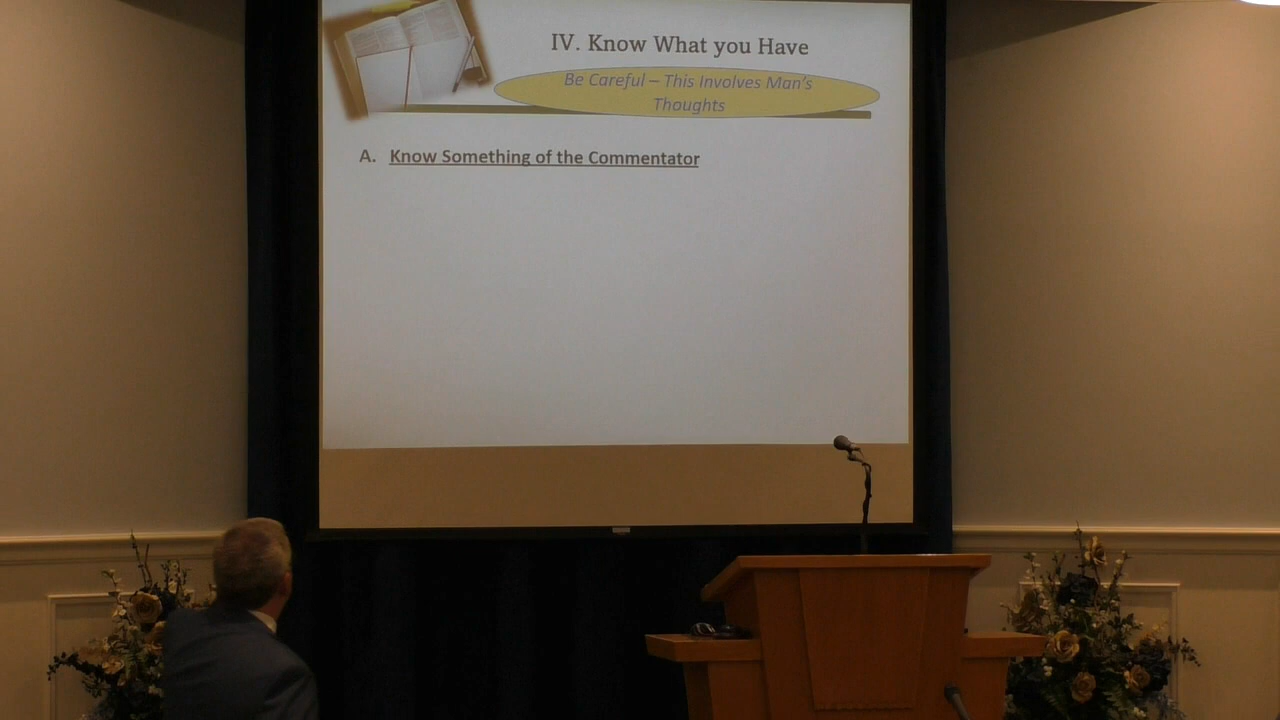 IV. Know What you Have
Be Careful – This Involves Man's
Thoughts
A. Know Something of the Commentator